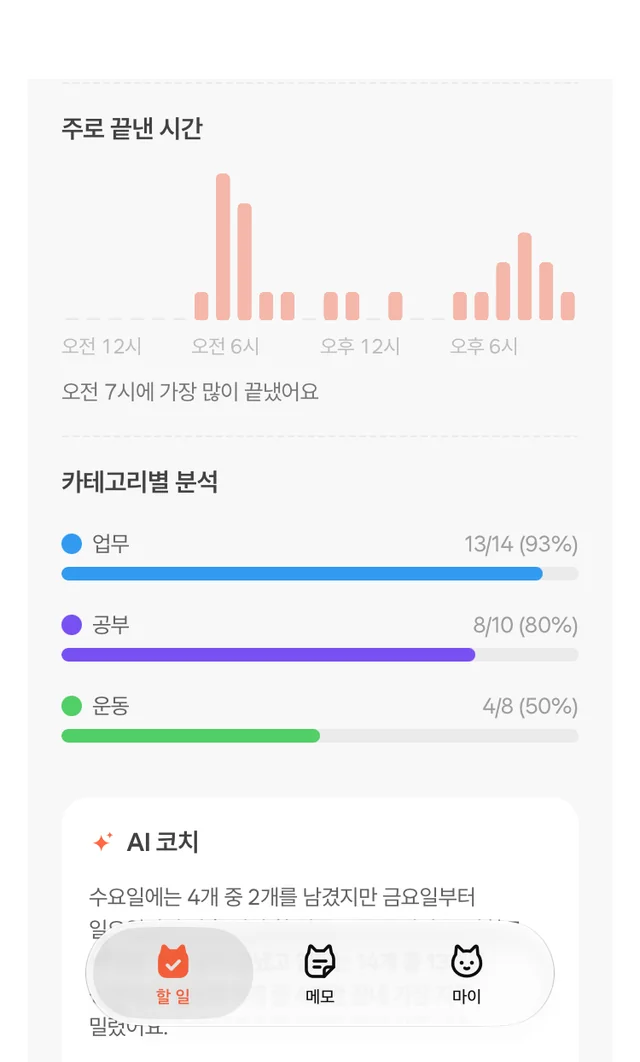 주로 끝낸 시간
오전 12시 오전 6시 오후 12시 오후 6시
오전 7시에 가장 많이 끝냈어요
카테고리별 분석
업무 13/14 (93%)
공부 8/10 (80%)
운동 4/8 (50%)
AI 코치
수요일에는 4개 중 2개를 남겼지만 금요일부터
밀렸어요.
할 일 메모 마이